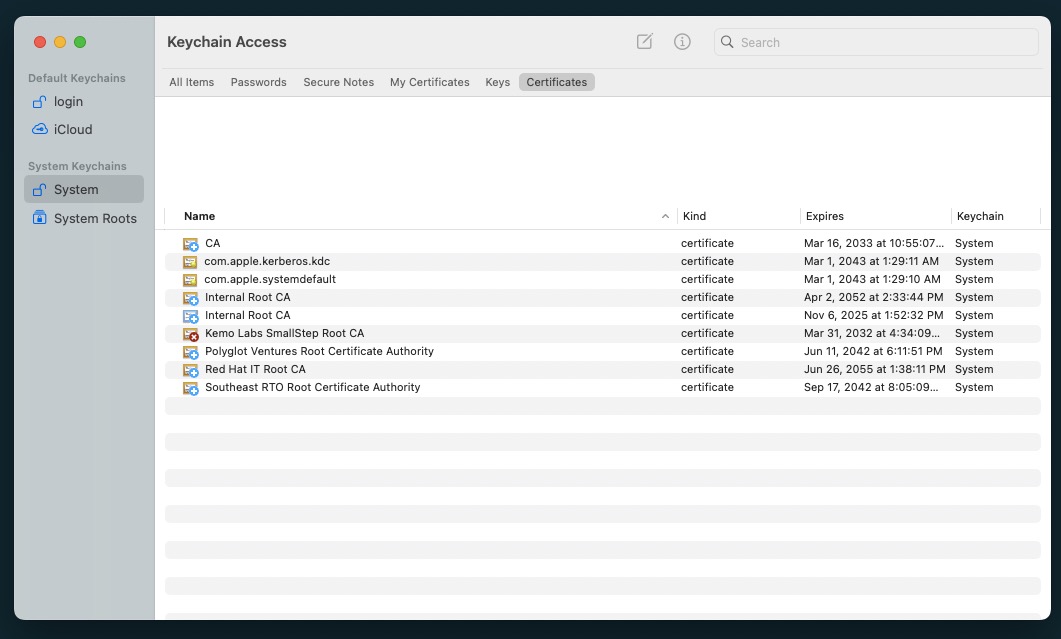 Keychain Access
Search
All Items Passwords Secure Notes My Certificates Keys Certificates
Default Keychains
login
iCloud
System Keychains
System
System Roots
Name Kind Expires Keychain
CA certificate Mar 16, 2033 at 10:55:07... System
com.apple.kerberos.kdc certificate Mar 1, 2043 at 1:29:11 AM System
com.apple.systemdefault certificate Mar 1, 2043 at 1:29:10 AM System
Internal Root CA certificate Apr 2, 2052 at 2:33:44 PM System
Internal Root CA certificate Nov 6, 2025 at 1:52:32 PM System
Kemo Labs SmallStep Root CA certificate Mar 31, 2032 at 4:34:09... System
Polyglot Ventures Root Certificate Authority certificate Jun 11, 2042 at 6:11:51 PM System
Red Hat IT Root CA certificate Jun 26, 2055 at 1:38:11 PM System
Southeast RTO Root Certificate Authority certificate Sep 17, 2042 at 8:05:09... System